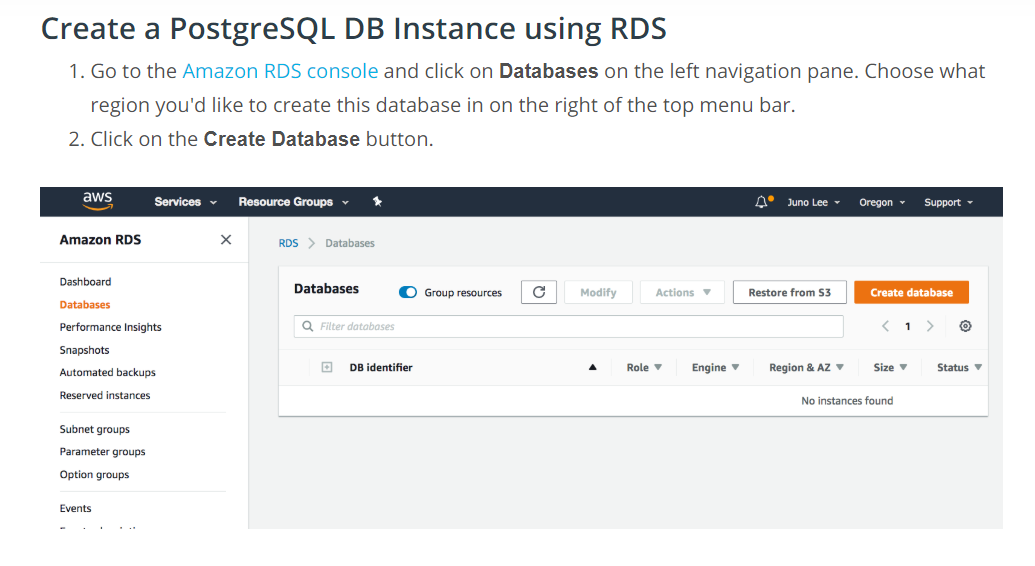 Create a PostgreSQL DB Instance using RDS
1. Go to the Amazon RDS console and click on Databases on the left navigation pane. Choose what
region you'd like to create this database in on the right of the top menu bar.
2. Click on the Create Database button.
aws Services Resource Groups Juno Lee Oregon Support
Amazon RDS
RDS > Databases
Dashboard
Databases
Performance Insights
Snapshots
Automated backups
Reserved instances
Subnet groups
Parameter groups
Option groups
Events
Databases Group resources Modify Actions Restore from S3 Create database
Filter databases
< 1 >
DB identifier Role Engine Region & AZ Size Status
No instances found